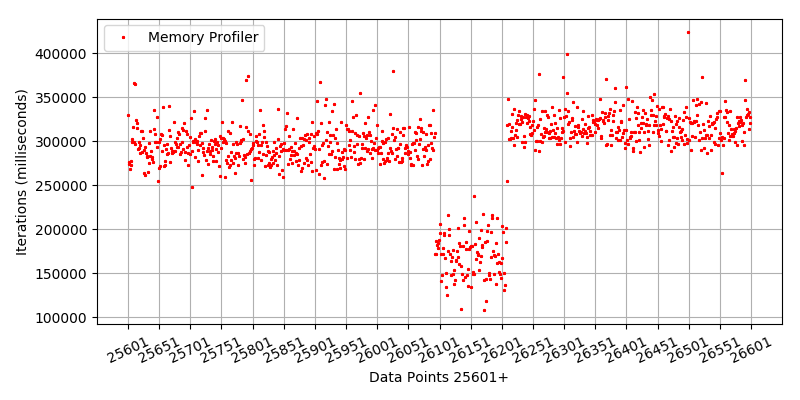 Memory Profiler
400000
350000
300000
250000
200000
150000
100000
Iterations (milliseconds)
25601 25651 25701 25751 25801 25851 25901 25951 26001 26051 26101 26151 26201 26251 26301 26351 26401 26451 26501 26551 26601
Data Points 25601+